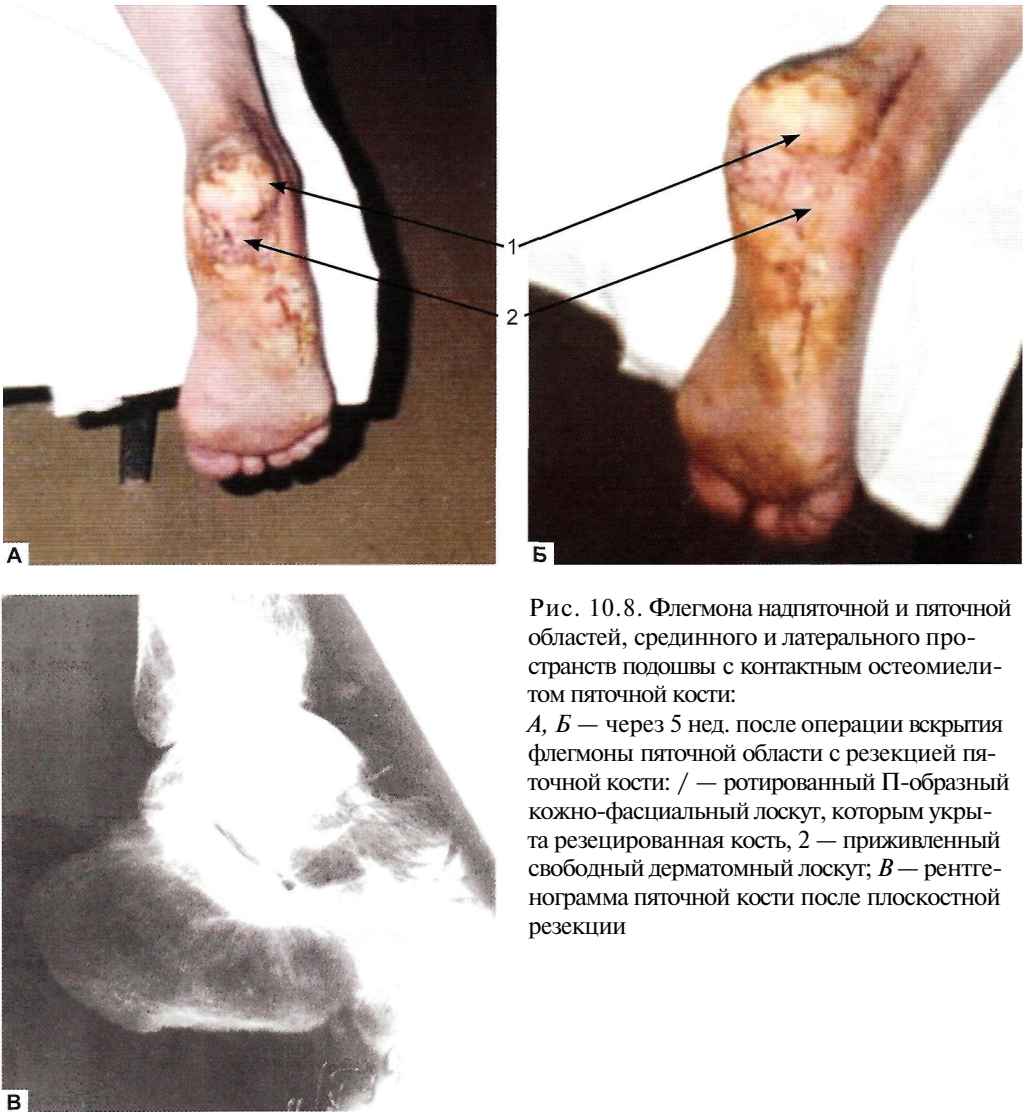 1
2
А
Б
В
Рис. 10.8. Флегмона надпяточной и пяточной
областей, срединного и латерального про-
странств подошвы с контактным остеомиели-
том пяточной кости:
А, Б — через 5 нед. после операции вскрытия
флегмоны пяточной области с резекцией пя-
точной кости: / — ротированный П-образный
кожно-фасциальный лоскут, которым укры-
та резецированная кость, 2 — приживленный
свободный дерматомный лоскут; В — рентге-
нограмма пяточной кости после плоскостной
резекции